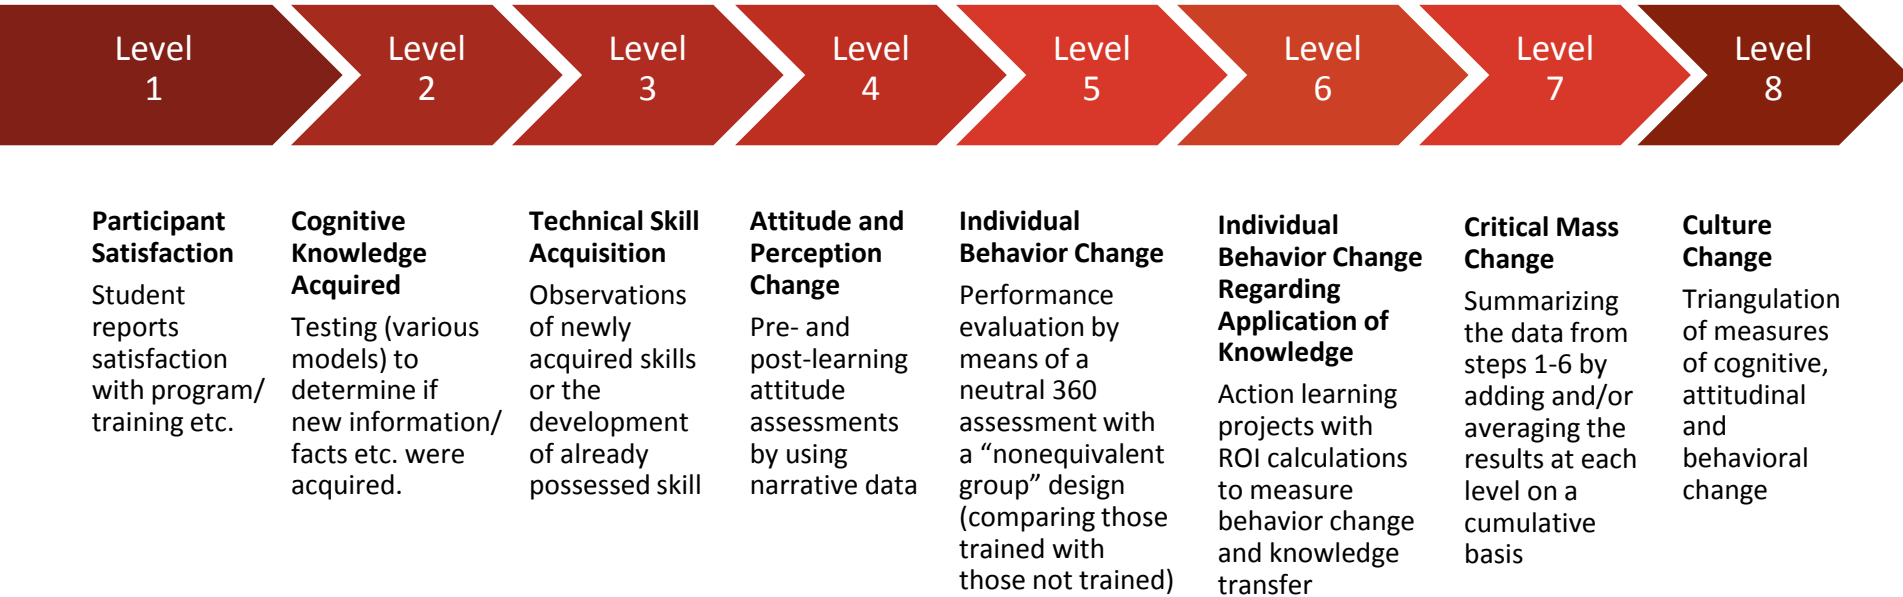 Level
1
Level
2
Level
3
Level
4
Level
5
Level
6
Level
7
Level
8
Participant
Satisfaction
Student
reports
satisfaction
with program/
training etc.
Cognitive
Knowledge
Acquired
Testing (various
models) to
determine if
new information/
facts etc. were
acquired.
Technical Skill
Acquisition
Observations
of newly
acquired skills
or the
development
of already
possessed skill
Attitude and
Perception
Change
Pre- and
post-learning
attitude
assessments
by using
narrative data
Individual
Behavior Change
Performance
evaluation by
means of a
neutral 360
assessment with
a “nonequivalent
group” design
(comparing those
trained with
those not trained)
Individual
Behavior Change
Regarding
Application of
Knowledge
Action learning
projects with
ROI calculations
to measure
behavior change
and knowledge
transfer
Critical Mass
Change
Summarizing
the data from
steps 1-6 by
adding and/or
averaging the
results at each
level on a
cumulative
basis
Culture
Change
Triangulation
of measures
of cognitive,
attitudinal
and
behavioral
change